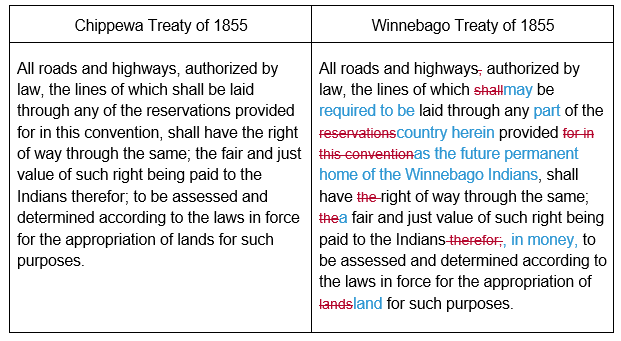 Chippewa Treaty of 1855
All roads and highways, authorized by
law, the lines of which shall be laid
through any of the reservations provided
for in this convention, shall have the right
of way through the same; the fair and just
value of such right being paid to the
Indians therefor; to be assessed and
determined according to the laws in force
for the appropriation of lands for such
purposes.
Winnebago Treaty of 1855
All roads and highways, authorized by
law, the lines of which shallmay be
required to be laid through any part of the
reservationscountry herein provided for in
this conventionas the future permanent
home of the Winnebago Indians, shall
have the right of way through the same;
thea fair and just value of such right being
paid to the Indians therefor;, in money, to
be assessed and determined according to
the laws in force for the appropriation of
landsland for such purposes.